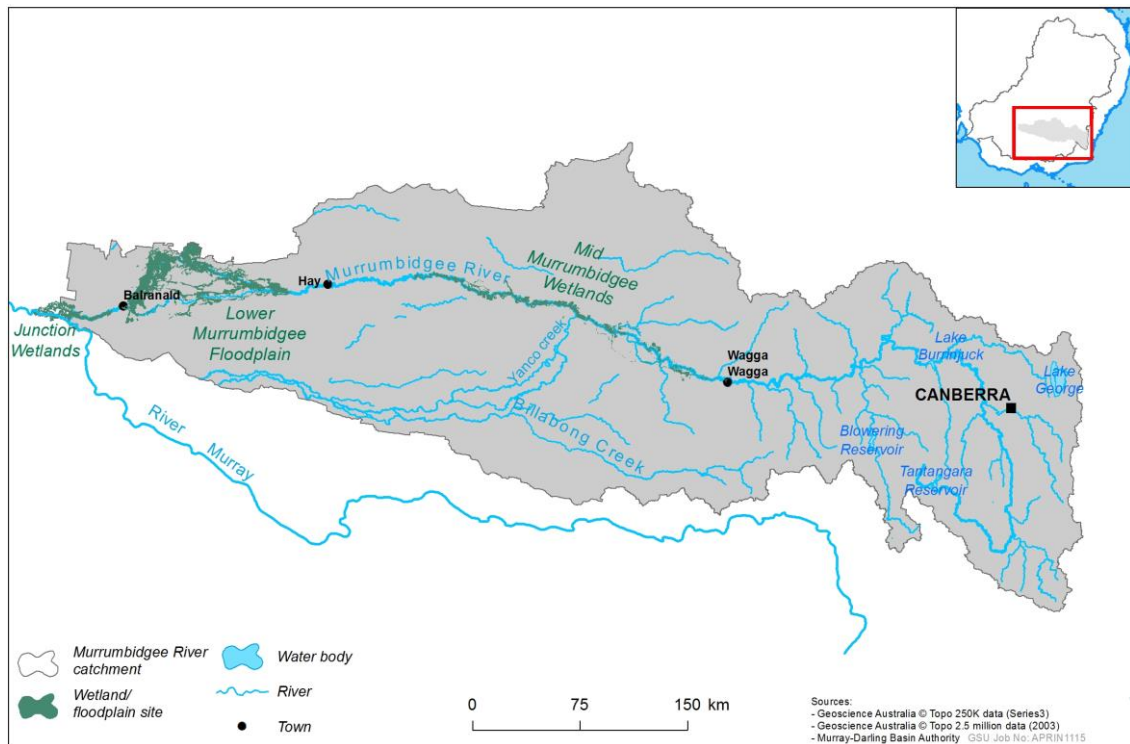 Mid
Murrumbidgee
Wetlands
Hay
Murrumbidgee River
Balranald
Junction
Wetlands
Lower
Murrumbidgee
Floodplain
Yanco creek
Wagga
Wagga
Lake
Burrinjuck
Lake
George
CANBERRA
Billabong Creek
Blowering
Reservoir
Tantangara
Reservoir
River Murray
Murrumbidgee River
catchment
Wetland/
floodplain site
Water body
River
Town
0 75 150 km
Sources:
- Geoscience Australia © Topo 250K data (Series3)
- Geoscience Australia © Topo 2.5 million data (2003)
- Murray-Darling Basin Authority GSU Job No: APRIN1115